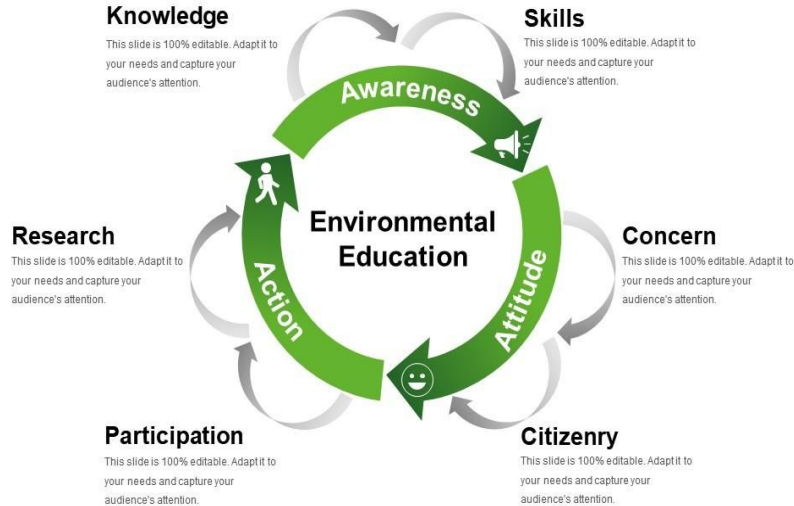 Knowledge
This slide is 100% editable. Adapt it to
your needs and capture your
audience's attention.
Skills
This slide is 100% editable. Adapt it to
your needs and capture your
audience's attention.
Awareness
Environmental
Education
Research
This slide is 100% editable. Adapt it to
your needs and capture your
audience's attention.
Concern
This slide is 100% editable. Adapt it to
your needs and capture your
audience's attention.
Action
Attitude
Participation
This slide is 100% editable. Adapt it to
your needs and capture your
audience's attention.
Citizenry
This slide is 100% editable. Adapt it to
your needs and capture your
audience's attention.